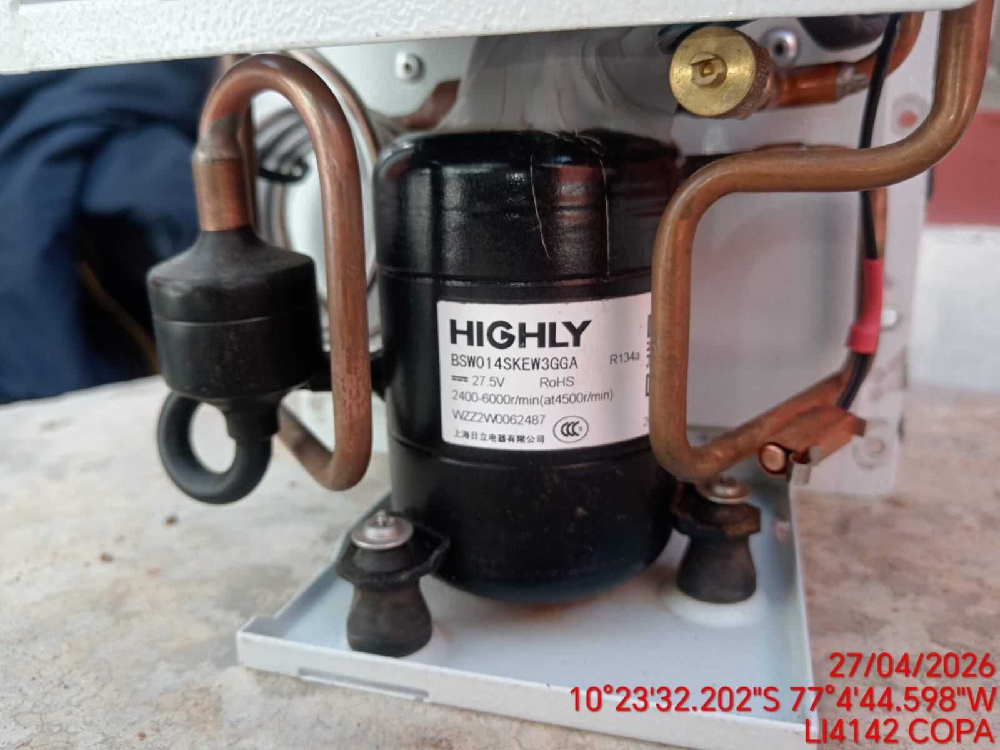 HIGHLY
BSW014SKEW3GGA R134a
27.5V RoHS
2400-6000r/min(at4500r/min)
WZZ2W0062487
CCC S
上海日立电器有限公司
27/04/2026
10°23'32.202"S 77°4'44.598"W
LI4142 COPA